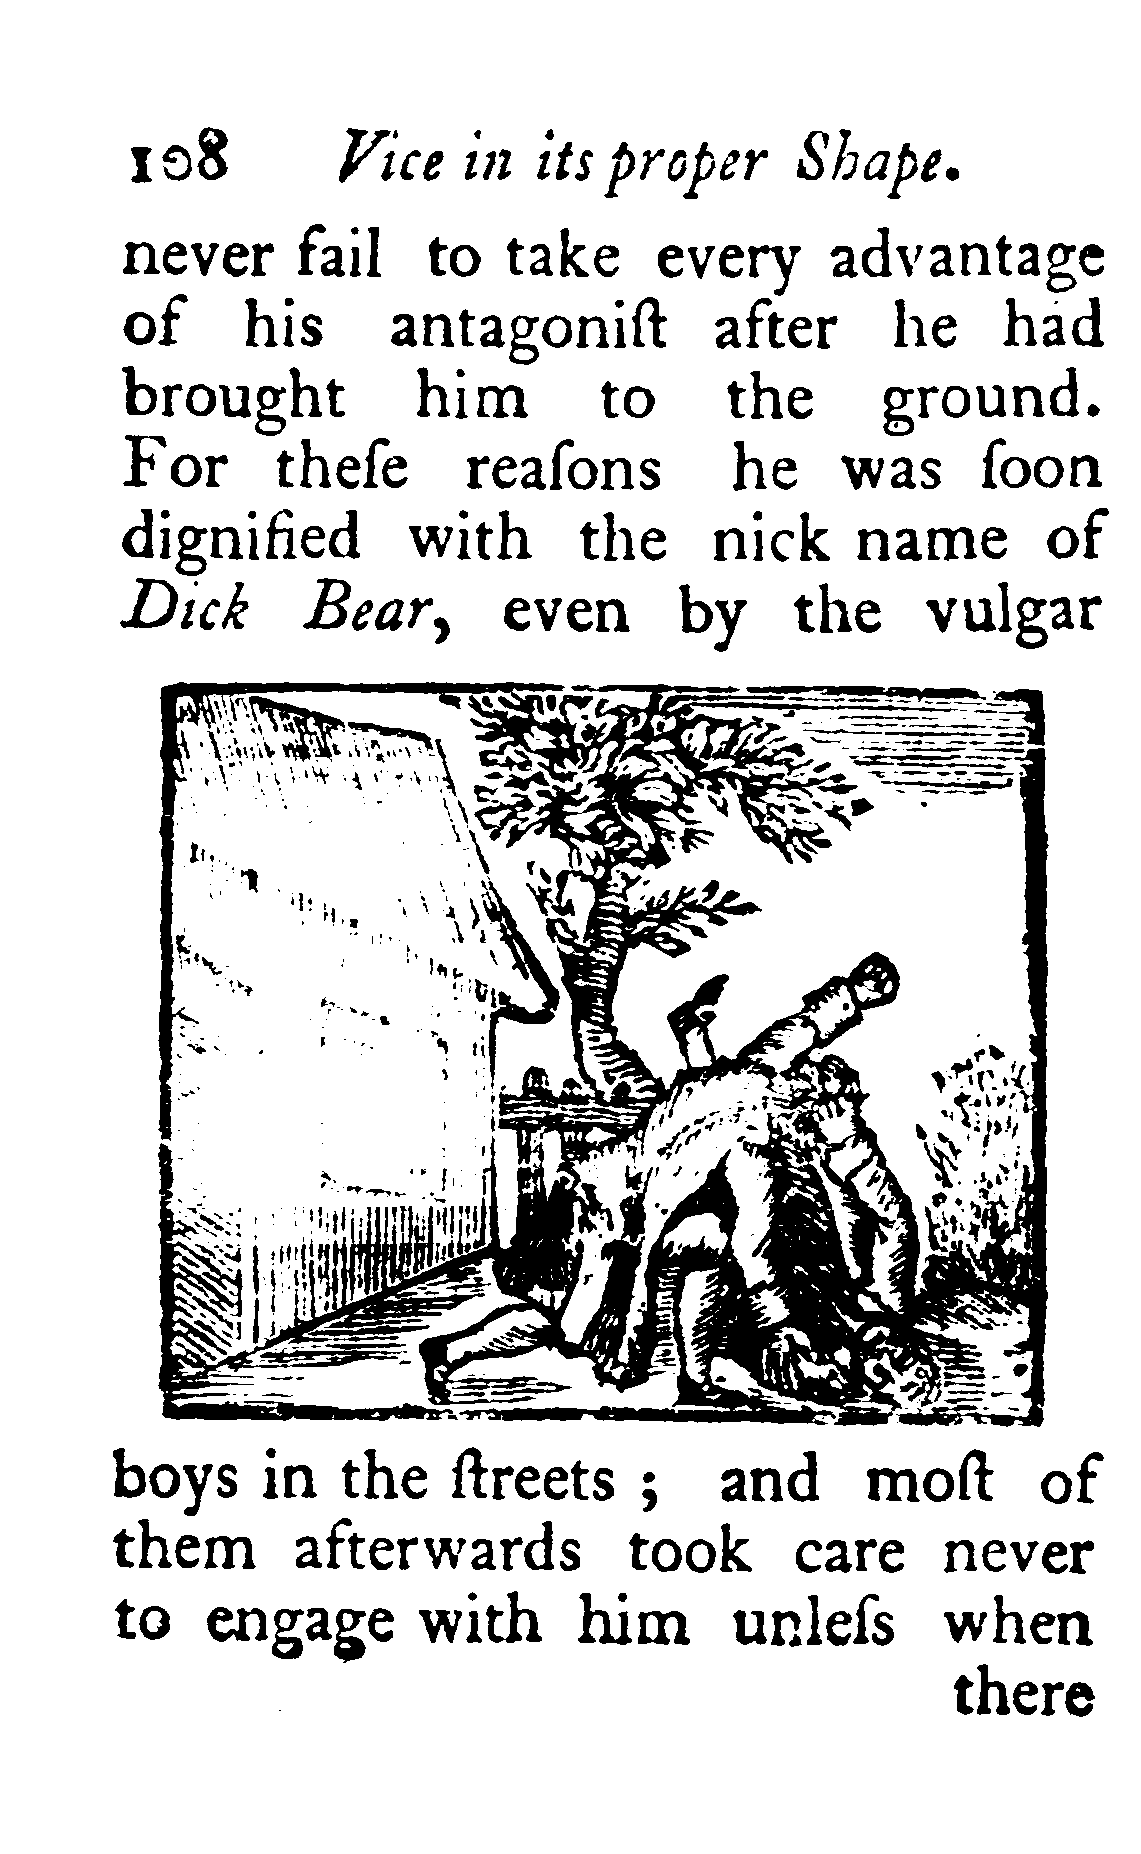 108 Vice in its proper Shape.
never fail to take every advantage
of his antagoniſt after he had
brought him to the ground.
For theſe reaſons he was ſoon
dignified with the nick name of
Dick Bear, even by the vulgar
boys in the ſtreets ; and moſt of
them afterwards took care never
to engage with him unleſs when
there